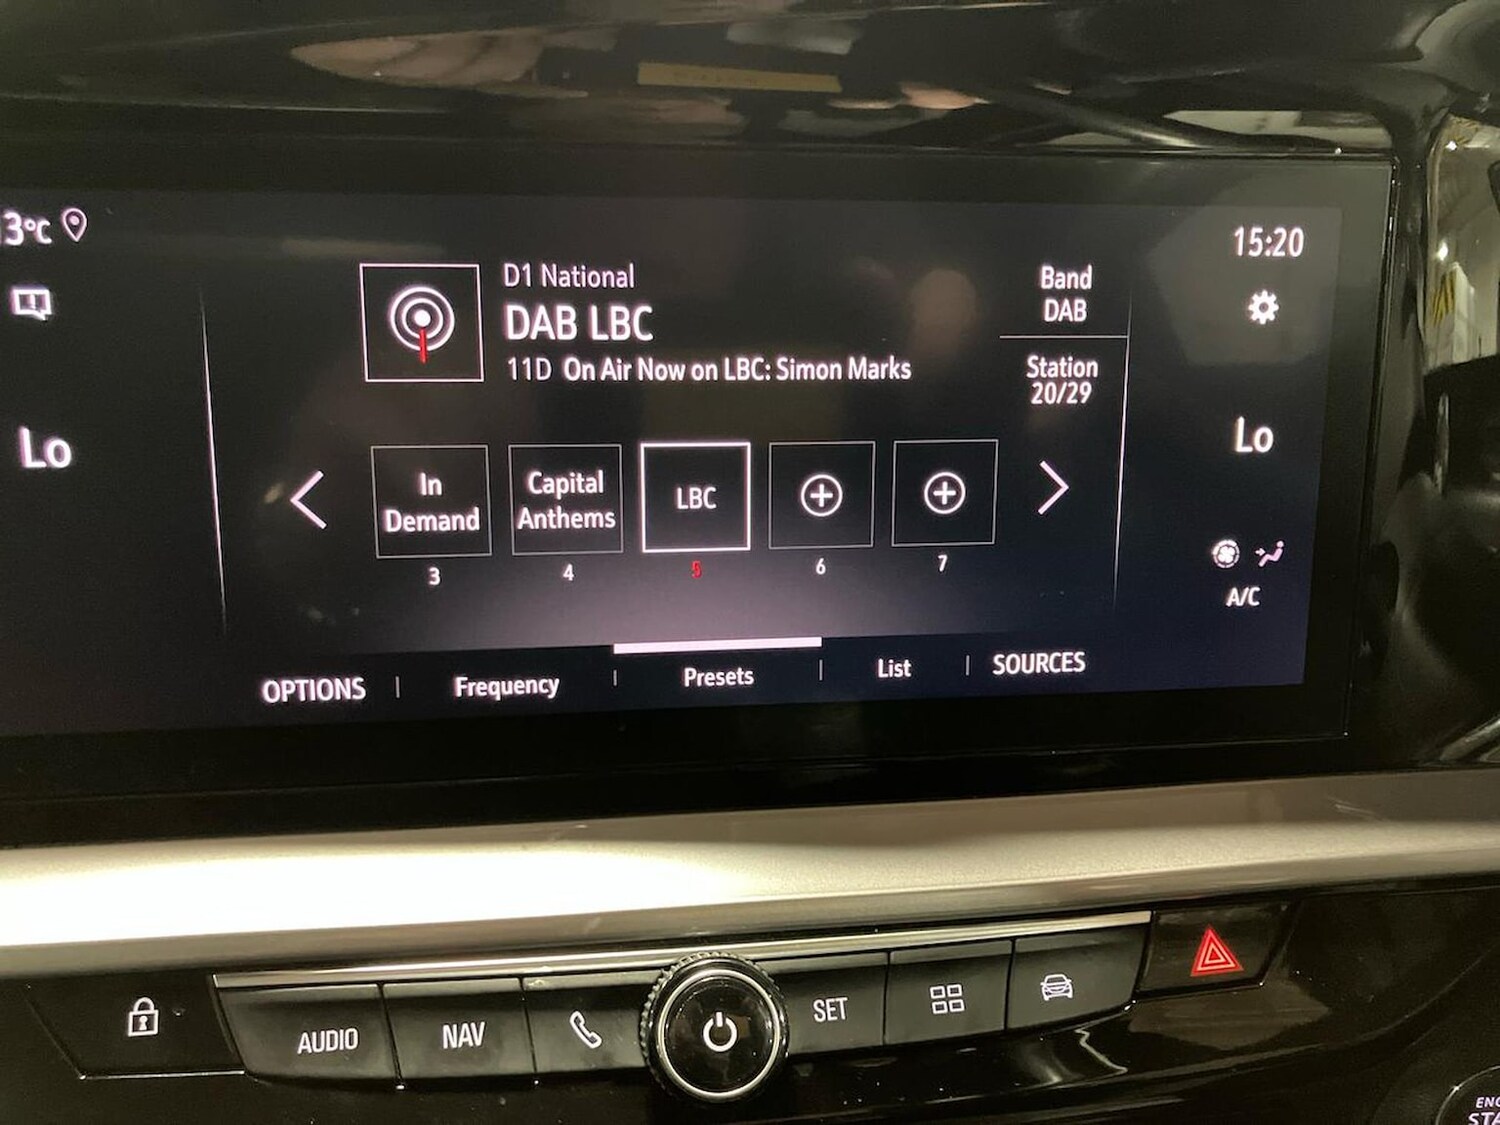 3°C
Lo
D1 National
DAB LBC
11D On Air Now on LBC: Simon Marks
Band
DAB
Station
20/29
15:20
Lo
A/C
In
Demand
3
Capital
Anthems
4
LBC
5
6
7
OPTIONS | Frequency | Presets | List | SOURCES
AUDIO
NAV
SET